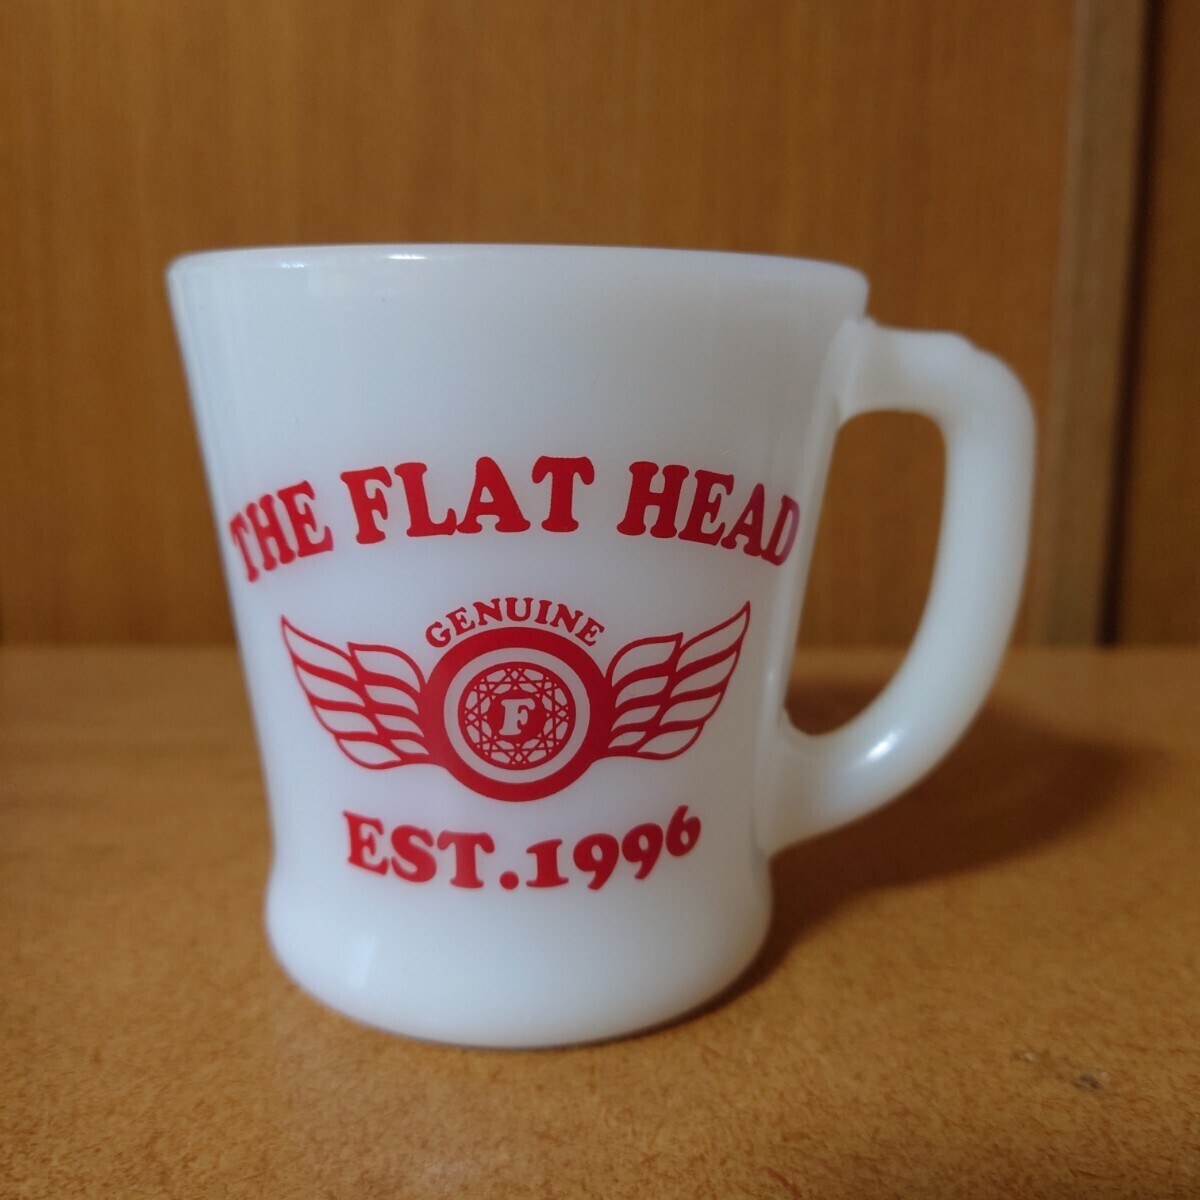 THE FLAT HEAD
GENUINE
F
EST.1996